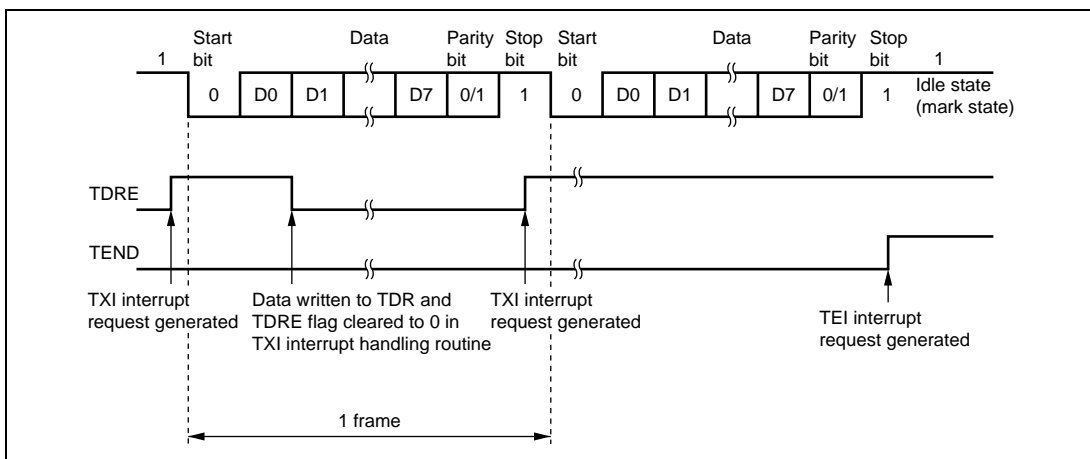 Start Data Parity Stop Start Data Parity Stop
1 bit bit bit bit bit bit 1
0 D0 D1 D7 0/1 1 0 D0 D1 D7 0/1 1 Idle state
(mark state)
TDRE
TEND
TXI interrupt
request generated
Data written to TDR and
TDRE flag cleared to 0 in
TXI interrupt handling routine
TXI interrupt
request generated
TEI interrupt
request generated
1 frame